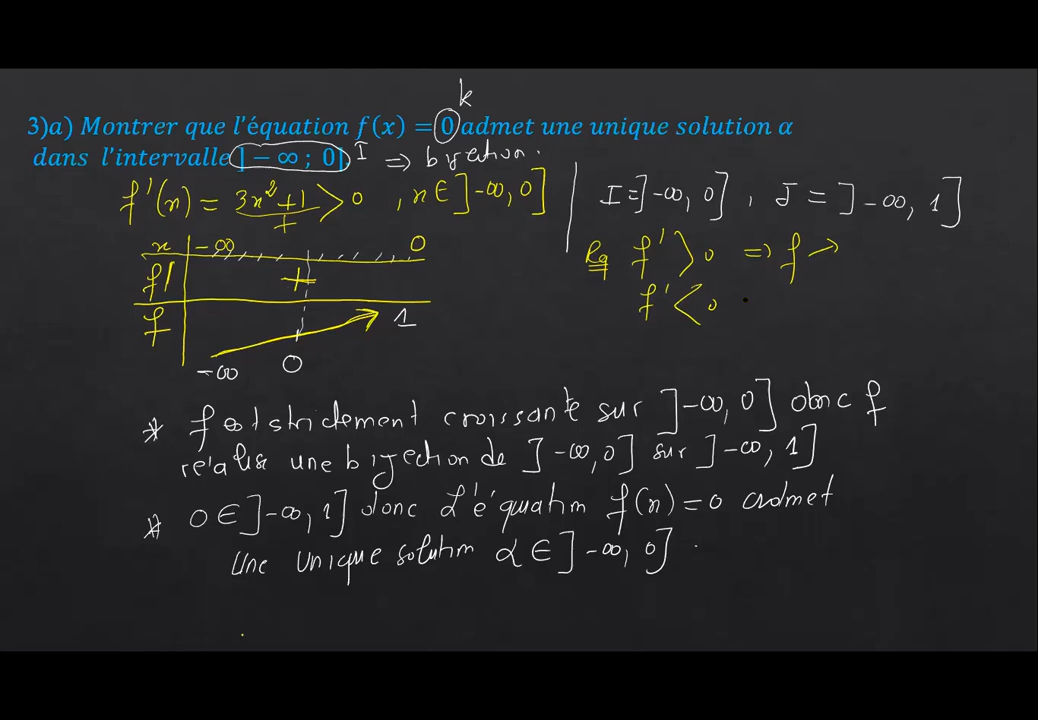 k
3)a) Montrer que l'équation f(x) = 0 admet une unique solution α
dans l'intervalle ]−∞ ; 0] I ⇒ bijection.
f'(x) = 3x²+1 > 0 , x ∈ ]-∞, 0]
+
I = ]-∞, 0] , J = ]-∞, 1]
Rq f' > 0 ⇒ f ↗
f' < 0
x -∞ 0
f' +
f -∞ 0 1
* f est strictement croissante sur ]-∞, 0] donc f
réalise une bijection de ]-∞, 0] sur ]-∞, 1]
* 0 ∈ ]-∞, 1] donc L'équation f(x) = 0 admet
Une unique solution α ∈ ]-∞, 0] .